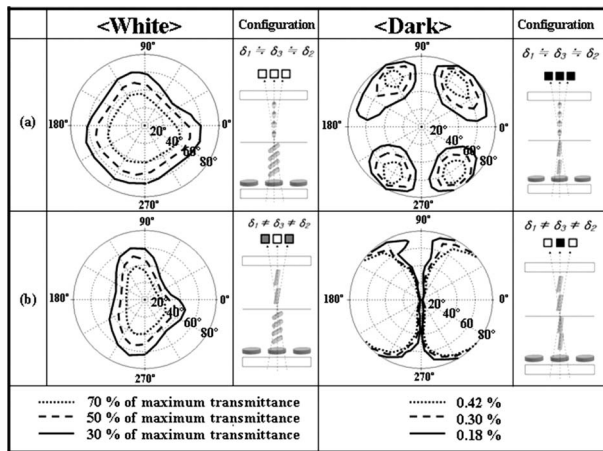 <White>
Configuration
<Dark>
Configuration
(a)
90°
180°
0°
20°
40°
60°
80°
270°
δ1 ≒ δ3 ≒ δ2
90°
180°
0°
20°
40°
60
80°
270°
δ1 ≒ δ3 ≒ δ2
(b)
90°
180°
0°
20°
40°
60°
80°
270°
δ1 ≠ δ3 ≠ δ2
90°
180°
0°
20°
40°
60
80°
270°
δ1 ≠ δ3 ≠ δ2
70 % of maximum transmittance
50 % of maximum transmittance
30 % of maximum transmittance
0.42 %
0.30 %
0.18 %